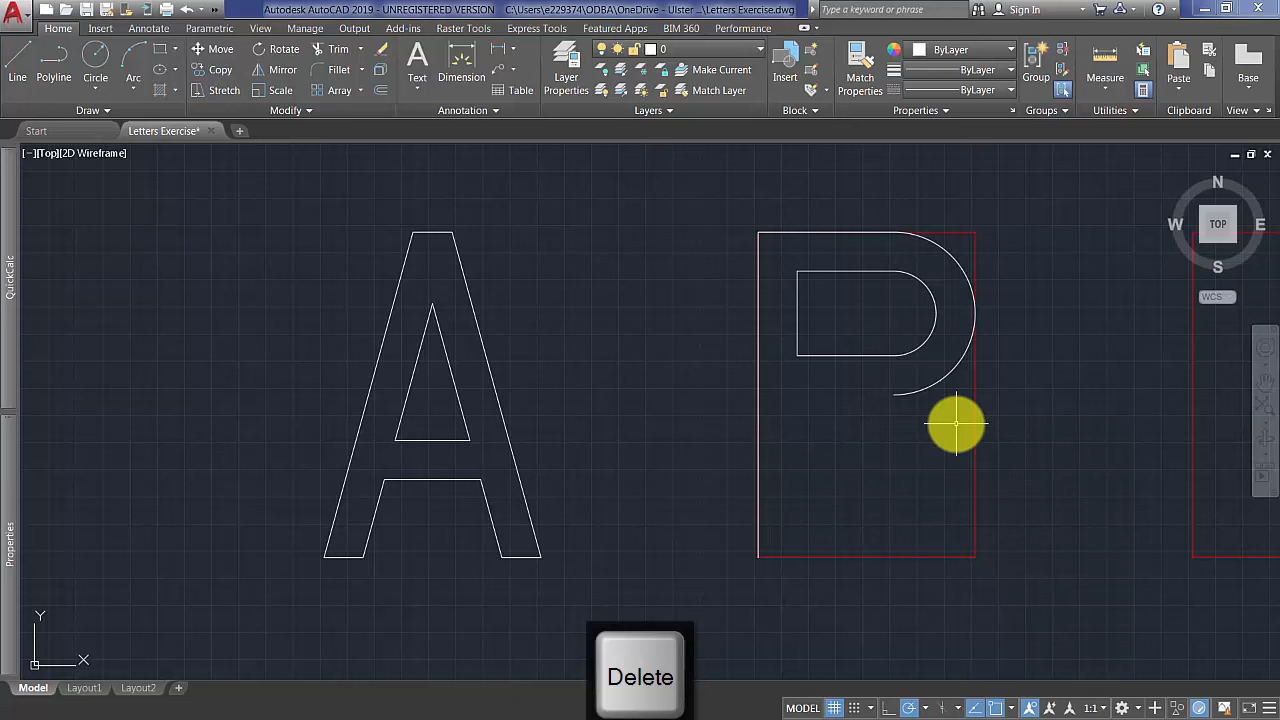 Autodesk AutoCAD 2019 - UNREGISTERED VERSION C:\Users\e229374\ODBA\OneDrive - Ulster ...\Letters Exercise.dwg Type a keyword or phrase Sign In
Home Insert Annotate Parametric View Manage Output Add-ins Raster Tools Express Tools Featured Apps BIM 360 Performance
Line Polyline Circle Arc
Move Rotate Trim
Copy Mirror Fillet
Stretch Scale Array
Text Dimension Table
Layer Properties
0
Make Current
Match Layer
Insert
Match Properties
ByLayer
ByLayer
ByLayer
Group
Measure
Paste
Base
Draw Modify Annotation Layers Block Properties Groups Utilities Clipboard View
Start Letters Exercise*
[−][Top][2D Wireframe]
N
W TOP E
S
WCS
QuickCalc
Properties
A P
Y
X
Delete
Model Layout1 Layout2
MODEL 1:1